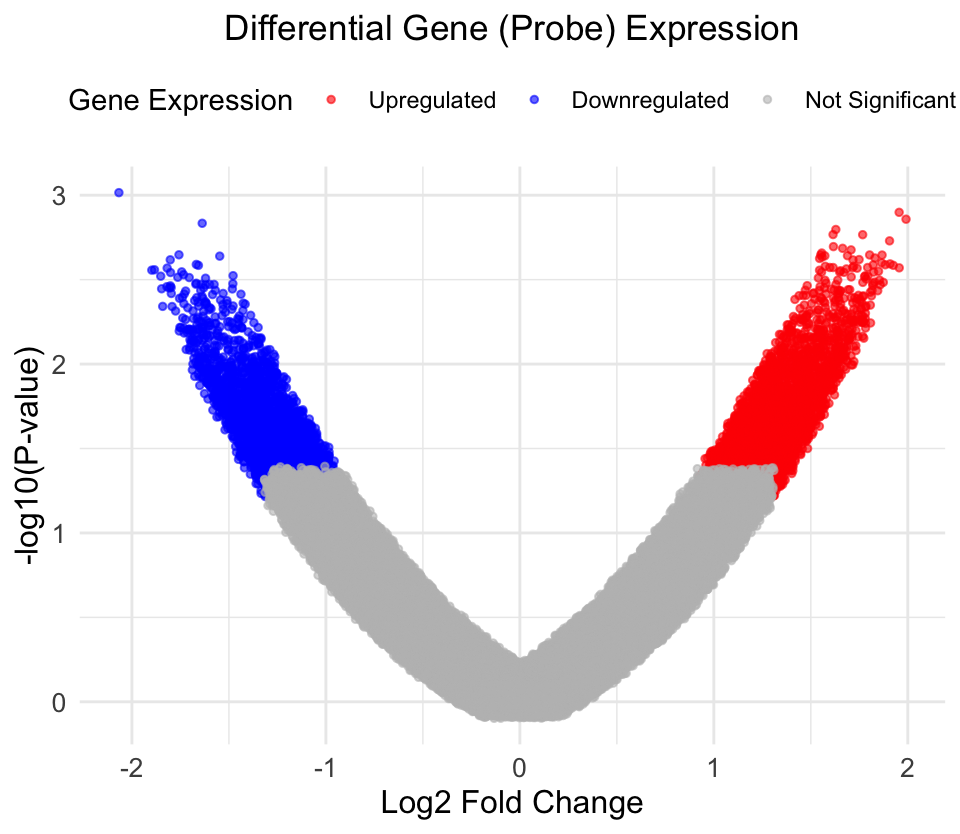 Differential Gene (Probe) Expression
Gene Expression Upregulated Downregulated Not Significant
3
2
1
0
-log10(P-value)
-2 -1 0 1 2
Log2 Fold Change